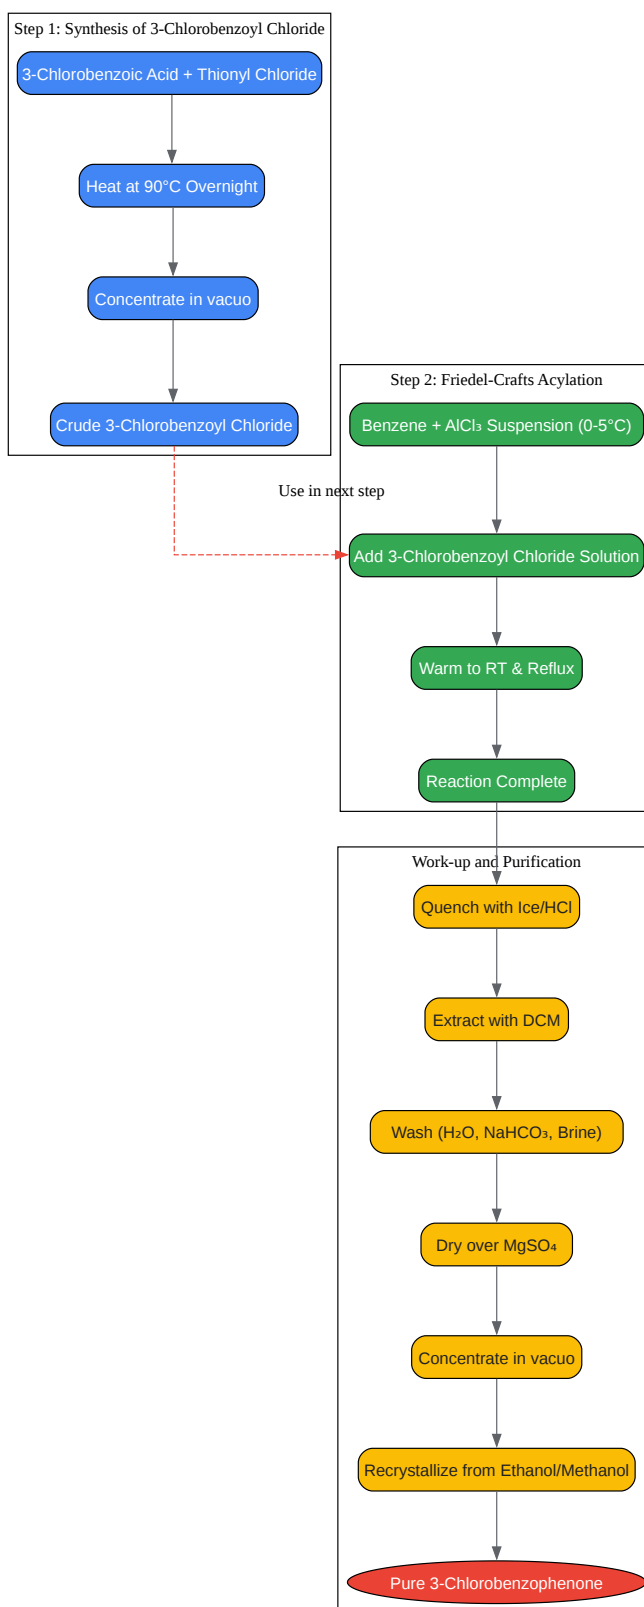 Step 1: Synthesis of 3-Chlorobenzoyl Chloride
3-Chlorobenzoic Acid + Thionyl Chloride
Heat at 90°C Overnight
Concentrate in vacuo
Crude 3-Chlorobenzoyl Chloride
Use in next step
Step 2: Friedel-Crafts Acylation
Benzene + AlCl₃ Suspension (0-5°C)
Add 3-Chlorobenzoyl Chloride Solution
Warm to RT & Reflux
Reaction Complete
Work-up and Purification
Quench with Ice/HCl
Extract with DCM
Wash (H₂O, NaHCO₃, Brine)
Dry over MgSO₄
Concentrate in vacuo
Recrystallize from Ethanol/Methanol
Pure 3-Chlorobenzophenone